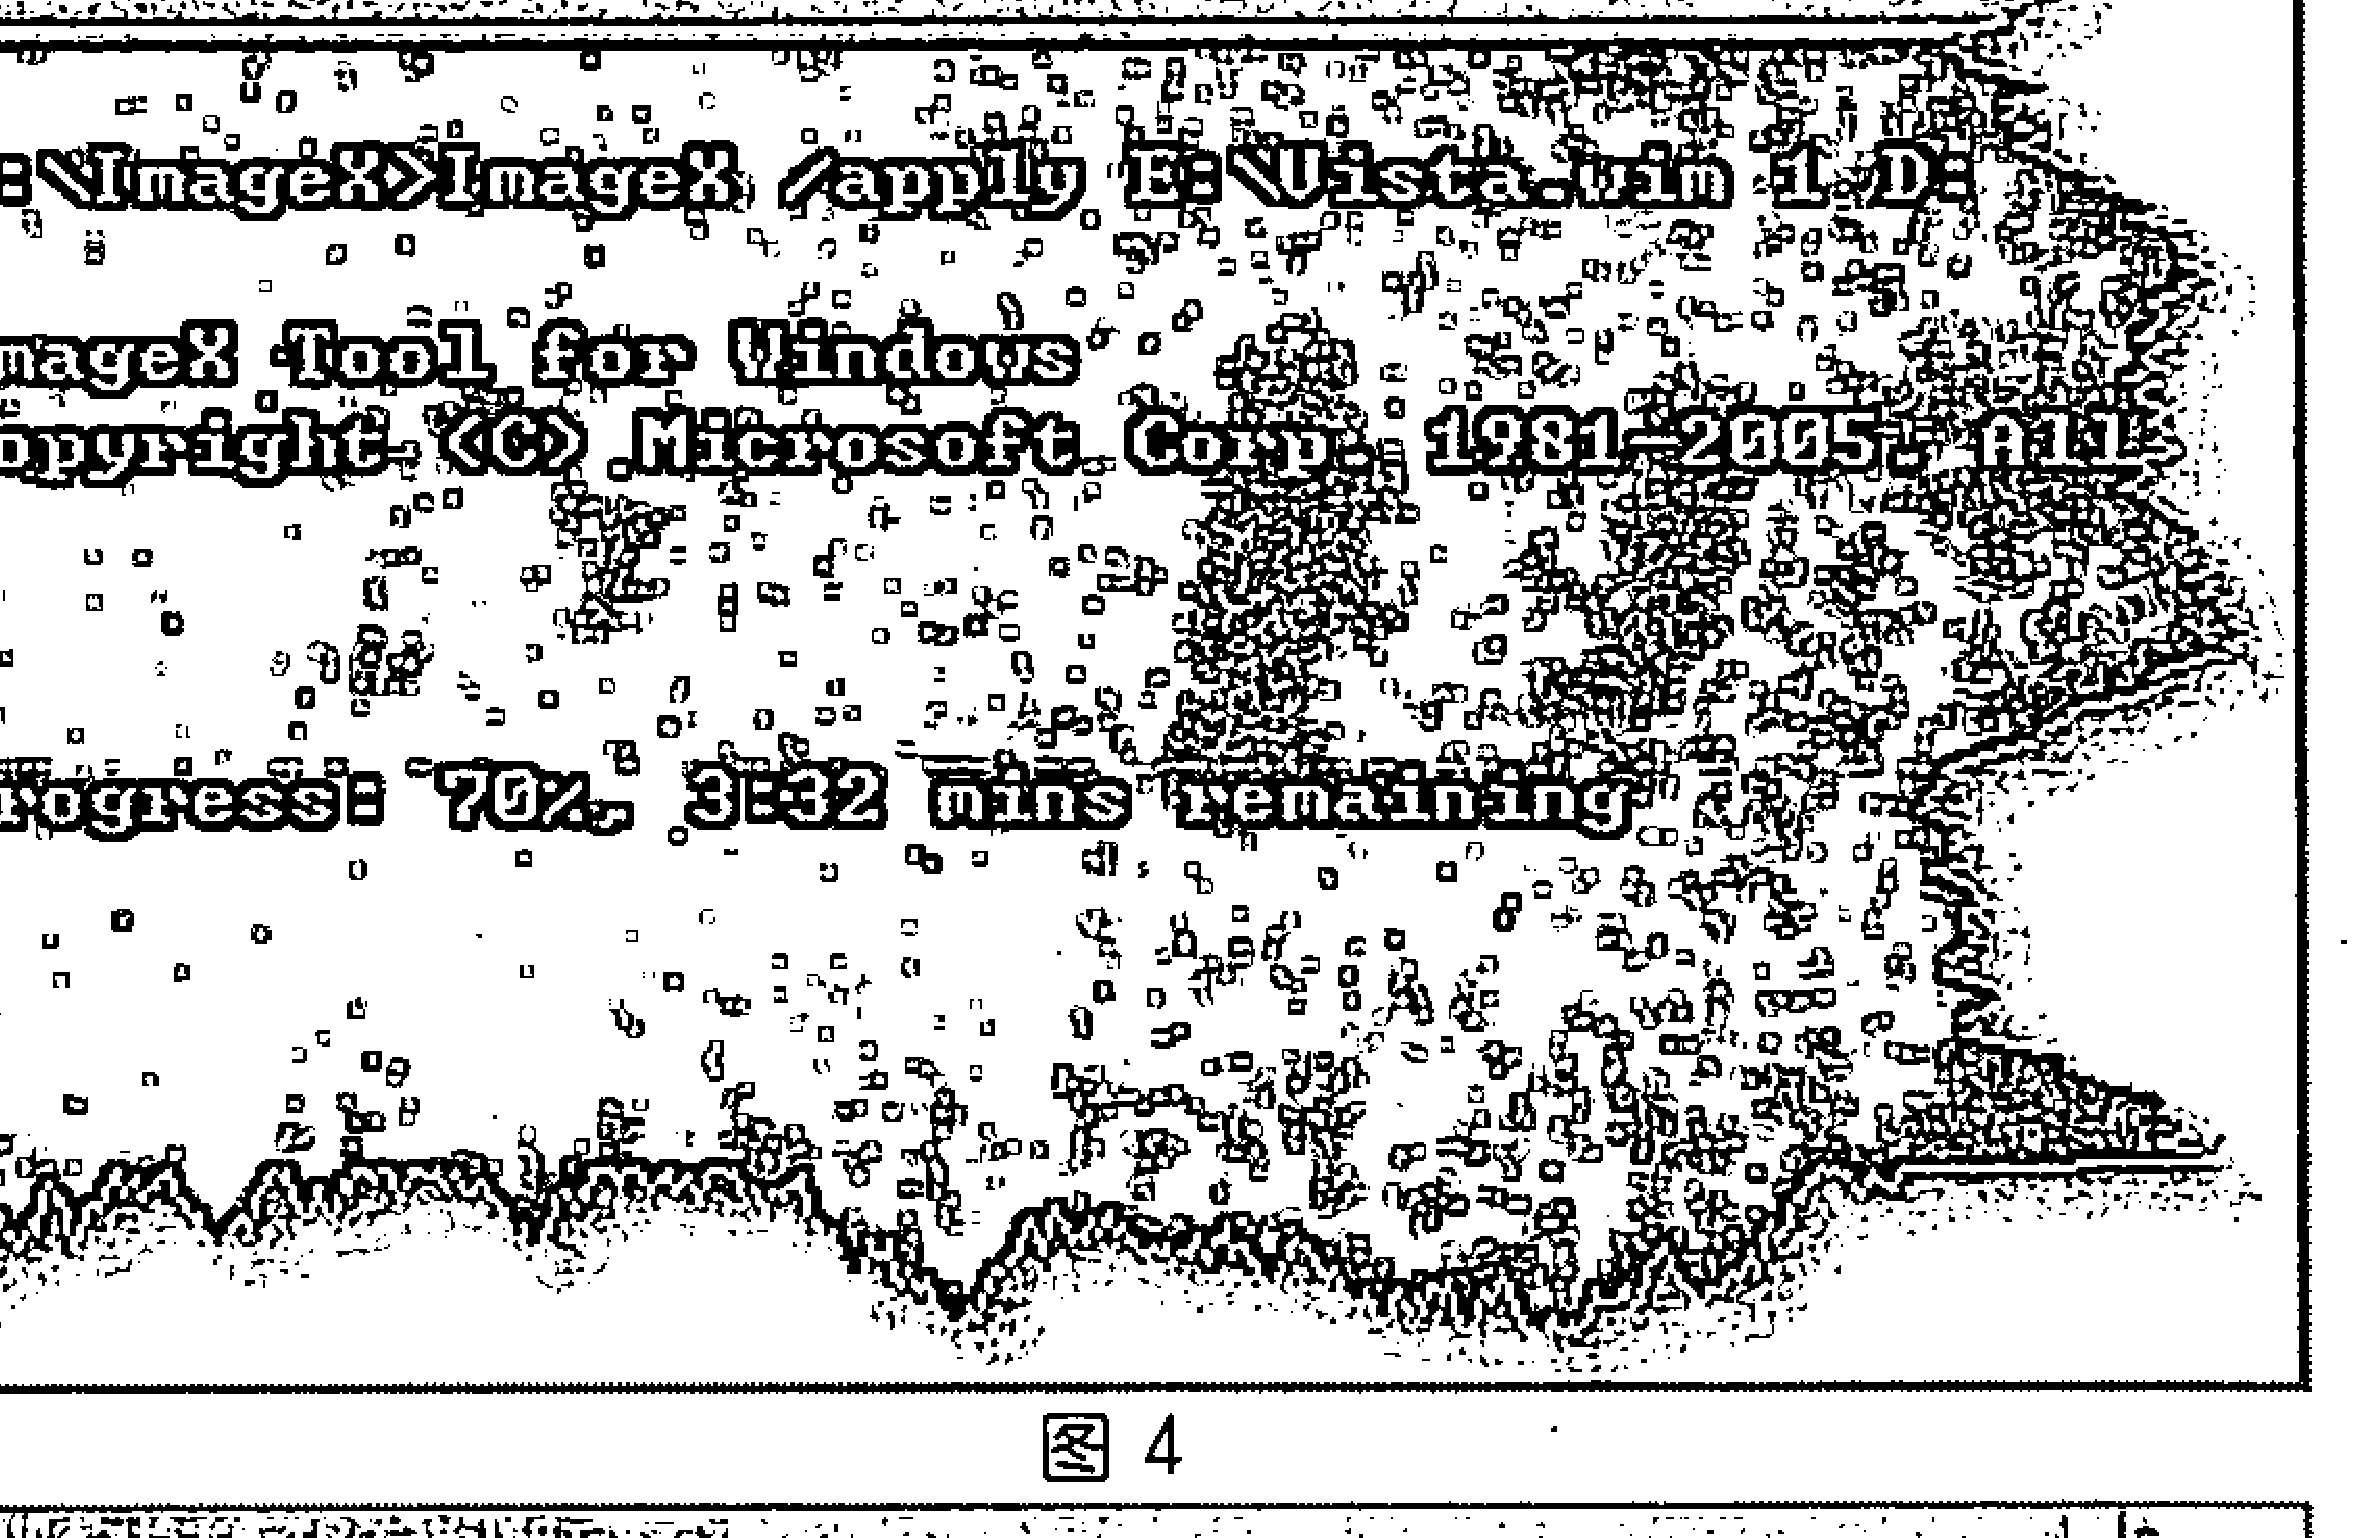 :\ImageX>ImageX /apply E:\Vista.wim 1 D:
mageX Tool for Windows
opyright (C) Microsoft Corp. 1981-2005. All
rogress: 70%, 3:32 mins remaining
图 4